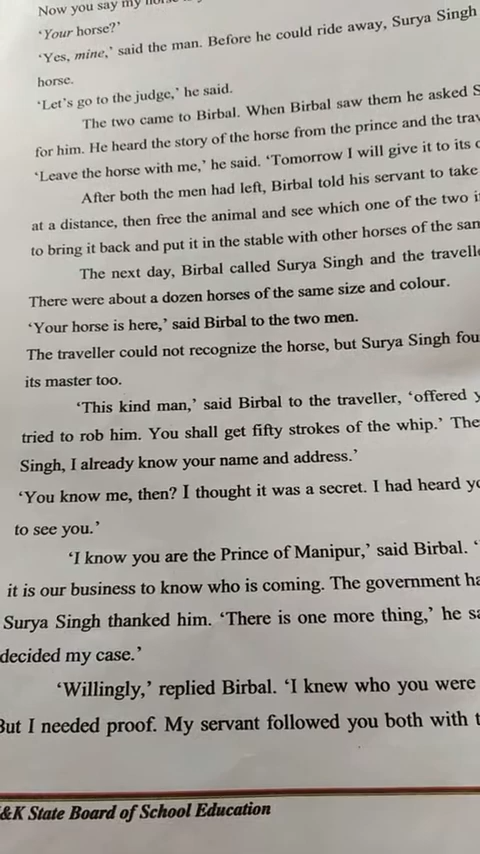 Now you say my
'Your horse?'
'Yes, mine,' said the man. Before he could ride away, Surya Singh
horse.
'Let's go to the judge,' he said.
The two came to Birbal. When Birbal saw them he asked S
for him. He heard the story of the horse from the prince and the trav
'Leave the horse with me,' he said. 'Tomorrow I will give it to its
After both the men had left, Birbal told his servant to take
at a distance, then free the animal and see which one of the two i
to bring it back and put it in the stable with other horses of the sam
The next day, Birbal called Surya Singh and the travell
There were about a dozen horses of the same size and colour.
'Your horse is here,' said Birbal to the two men.
The traveller could not recognize the horse, but Surya Singh fou
its master too.
'This kind man,' said Birbal to the traveller, 'offered y
tried to rob him. You shall get fifty strokes of the whip.' The
Singh, I already know your name and address.'
'You know me, then? I thought it was a secret. I had heard yo
to see you.'
'I know you are the Prince of Manipur,' said Birbal. '
it is our business to know who is coming. The government ha
Surya Singh thanked him. 'There is one more thing,' he sa
decided my case.'
'Willingly,' replied Birbal. 'I knew who you were
But I needed proof. My servant followed you both with t
&K State Board of School Education